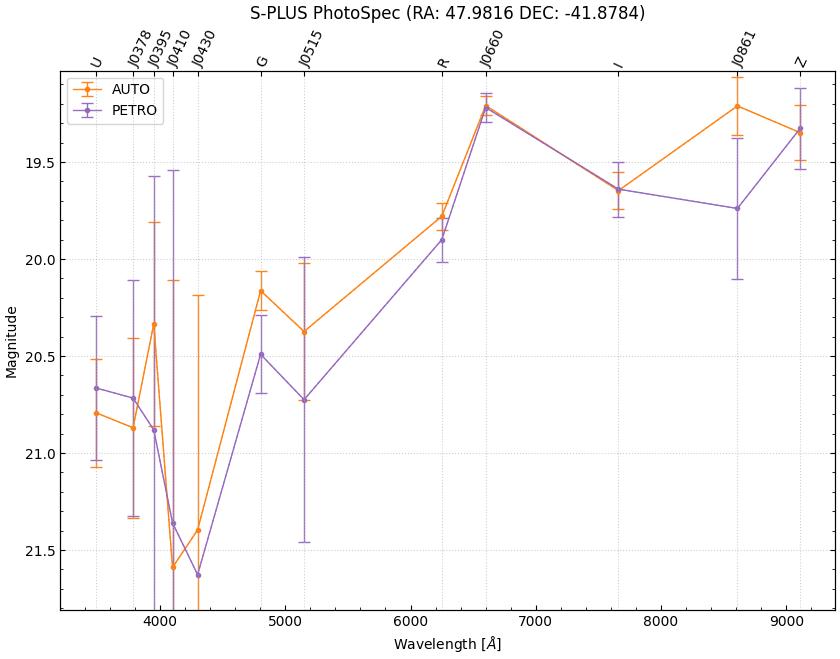 S-PLUS PhotoSpec (RA: 47.9816 DEC: -41.8784)
U J0378 J0395 J0410 J0430 G J0515 R J0660 I J0861 Z
AUTO
PETRO
19.5
20.0
20.5
21.0
21.5
Magnitude
4000 5000 6000 7000 8000 9000
Wavelength [Å]